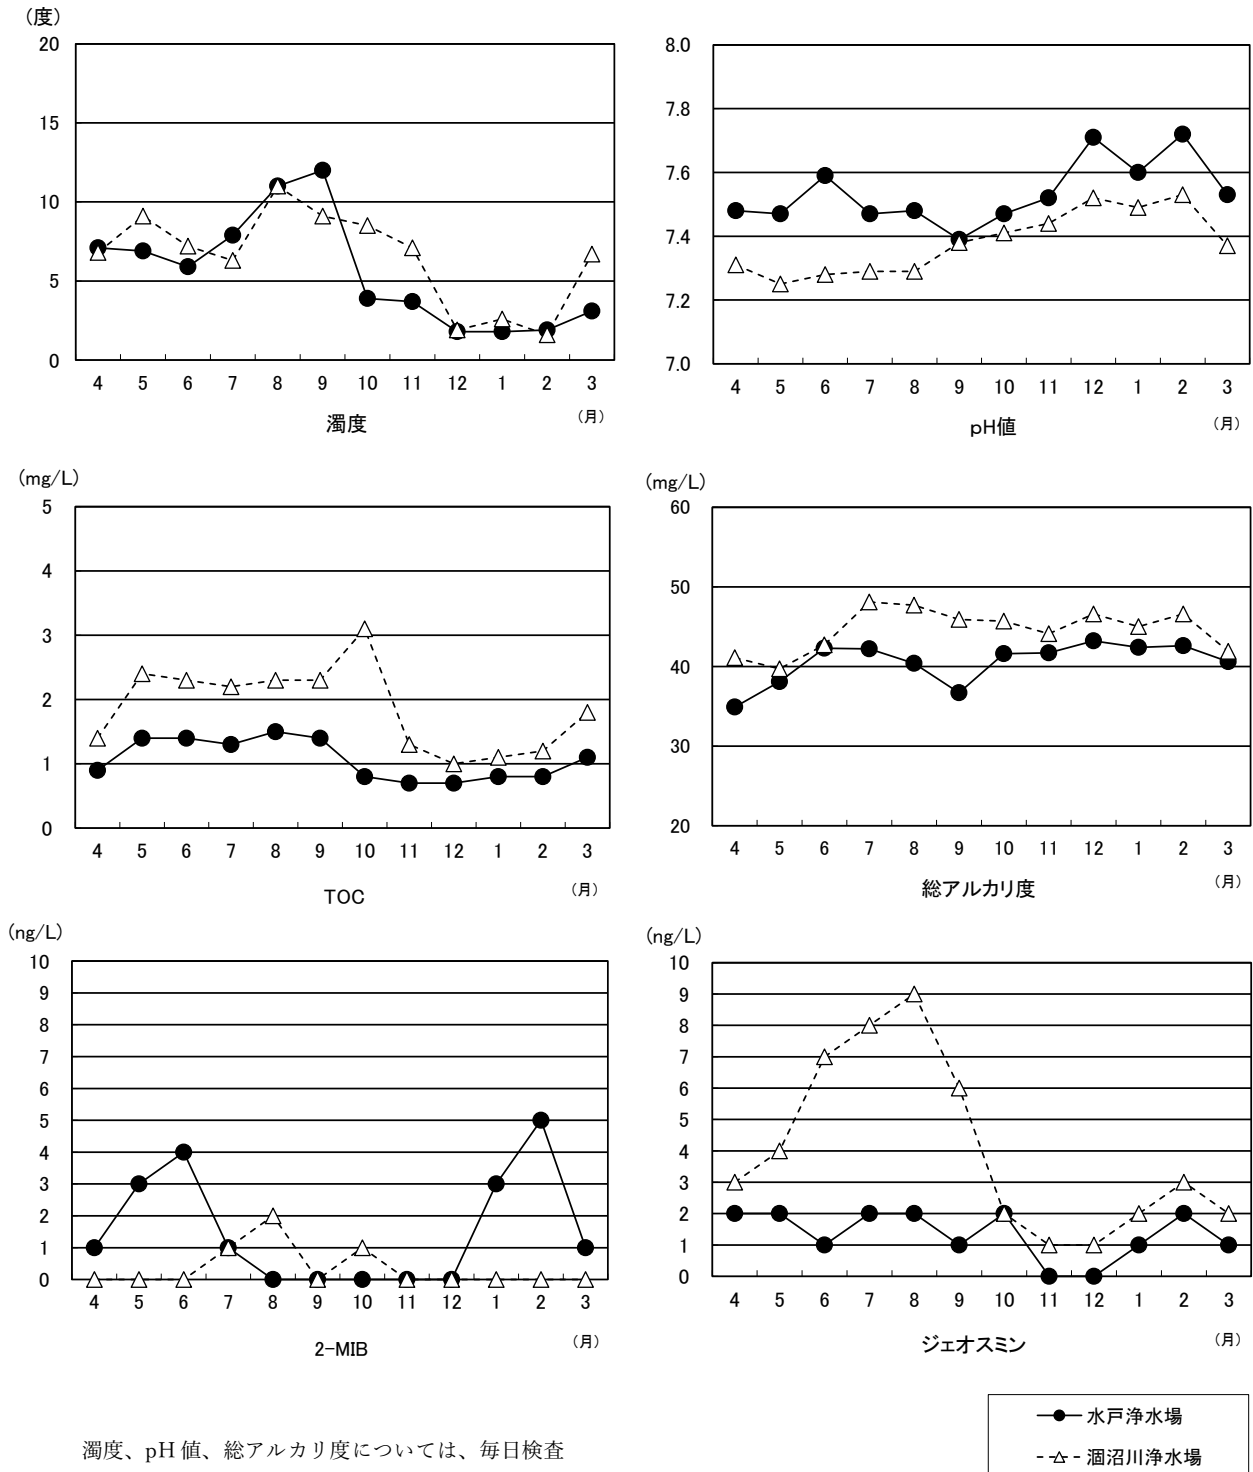 (度)
20
15
10
5
0
4 5 6 7 8 9 10 11 12 1 2 3
濁度
(月)
8.0
7.8
7.6
7.4
7.2
7.0
4 5 6 7 8 9 10 11 12 1 2 3
pH値
(月)
(mg/L)
5
4
3
2
1
0
4 5 6 7 8 9 10 11 12 1 2 3
TOC
(月)
(mg/L)
60
50
40
30
20
4 5 6 7 8 9 10 11 12 1 2 3
総アルカリ度
(月)
(ng/L)
10
9
8
7
6
5
4
3
2
1
0
4 5 6 7 8 9 10 11 12 1 2 3
2-MIB
(月)
(ng/L)
10
9
8
7
6
5
4
3
2
1
0
4 5 6 7 8 9 10 11 12 1 2 3
ジェオスミン
(月)
濁度、pH 値、総アルカリ度については、毎日検査
水戸浄水場
涸沼川浄水場